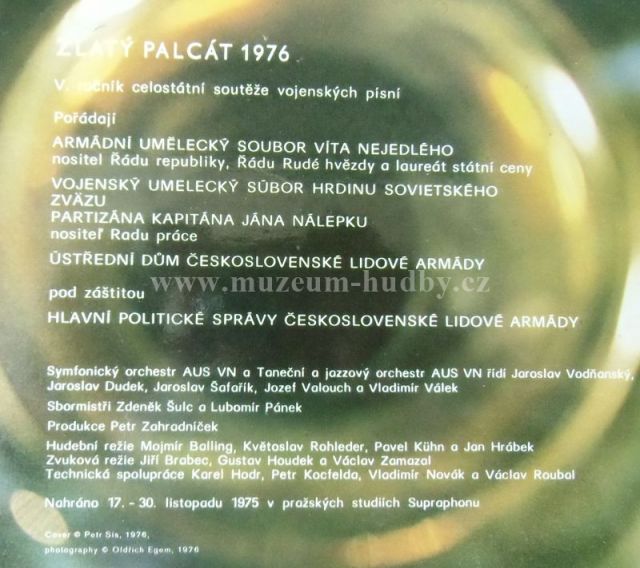 ZLATÝ PALCÁT 1976
V. ročník celostátní soutěže vojenských písní
Pořádají
ARMÁDNÍ UMĚLECKÝ SOUBOR VÍTA NEJEDLÉHO
nositel Řádu republiky, Řádu Rudé hvězdy a laureát státní ceny
VOJENSKÝ UMELECKÝ SÚBOR HRDINU SOVIETSKÉHO
ZVÄZU
PARTIZÁNA KAPITÁNA JÁNA NÁLEPKU
nositeľ Radu práce
ÚSTŘEDNÍ DŮM ČESKOSLOVENSKÉ LIDOVÉ ARMÁDY
www.muzeum-hudby.cz
pod záštitou
HLAVNÍ POLITICKÉ SPRÁVY ČESKOSLOVENSKÉ LIDOVÉ ARMÁDY
Symfonický orchestr AUS VN a Taneční a jazzový orchestr AUS VN řídí Jaroslav Vodňanský,
Jaroslav Dudek, Jaroslav Šafařík, Jozef Valouch a Vladimír Válek
Sbormistři Zdeněk Šulc a Lubomír Pánek
Produkce Petr Zahradníček
Hudební režie Mojmír Balling, Květoslav Rohleder, Pavel Kühn a Jan Hrábek
Zvuková režie Jiří Brabec, Gustav Houdek a Václav Zamazal
Technická spolupráce Karel Hodr, Petr Kocfelda, Vladimír Novák a Václav Roubal
Nahráno 17. - 30. listopadu 1975 v pražských studiích Supraphonu
Cover © Petr Sís, 1976,
photography © Oldřich Egem, 1976